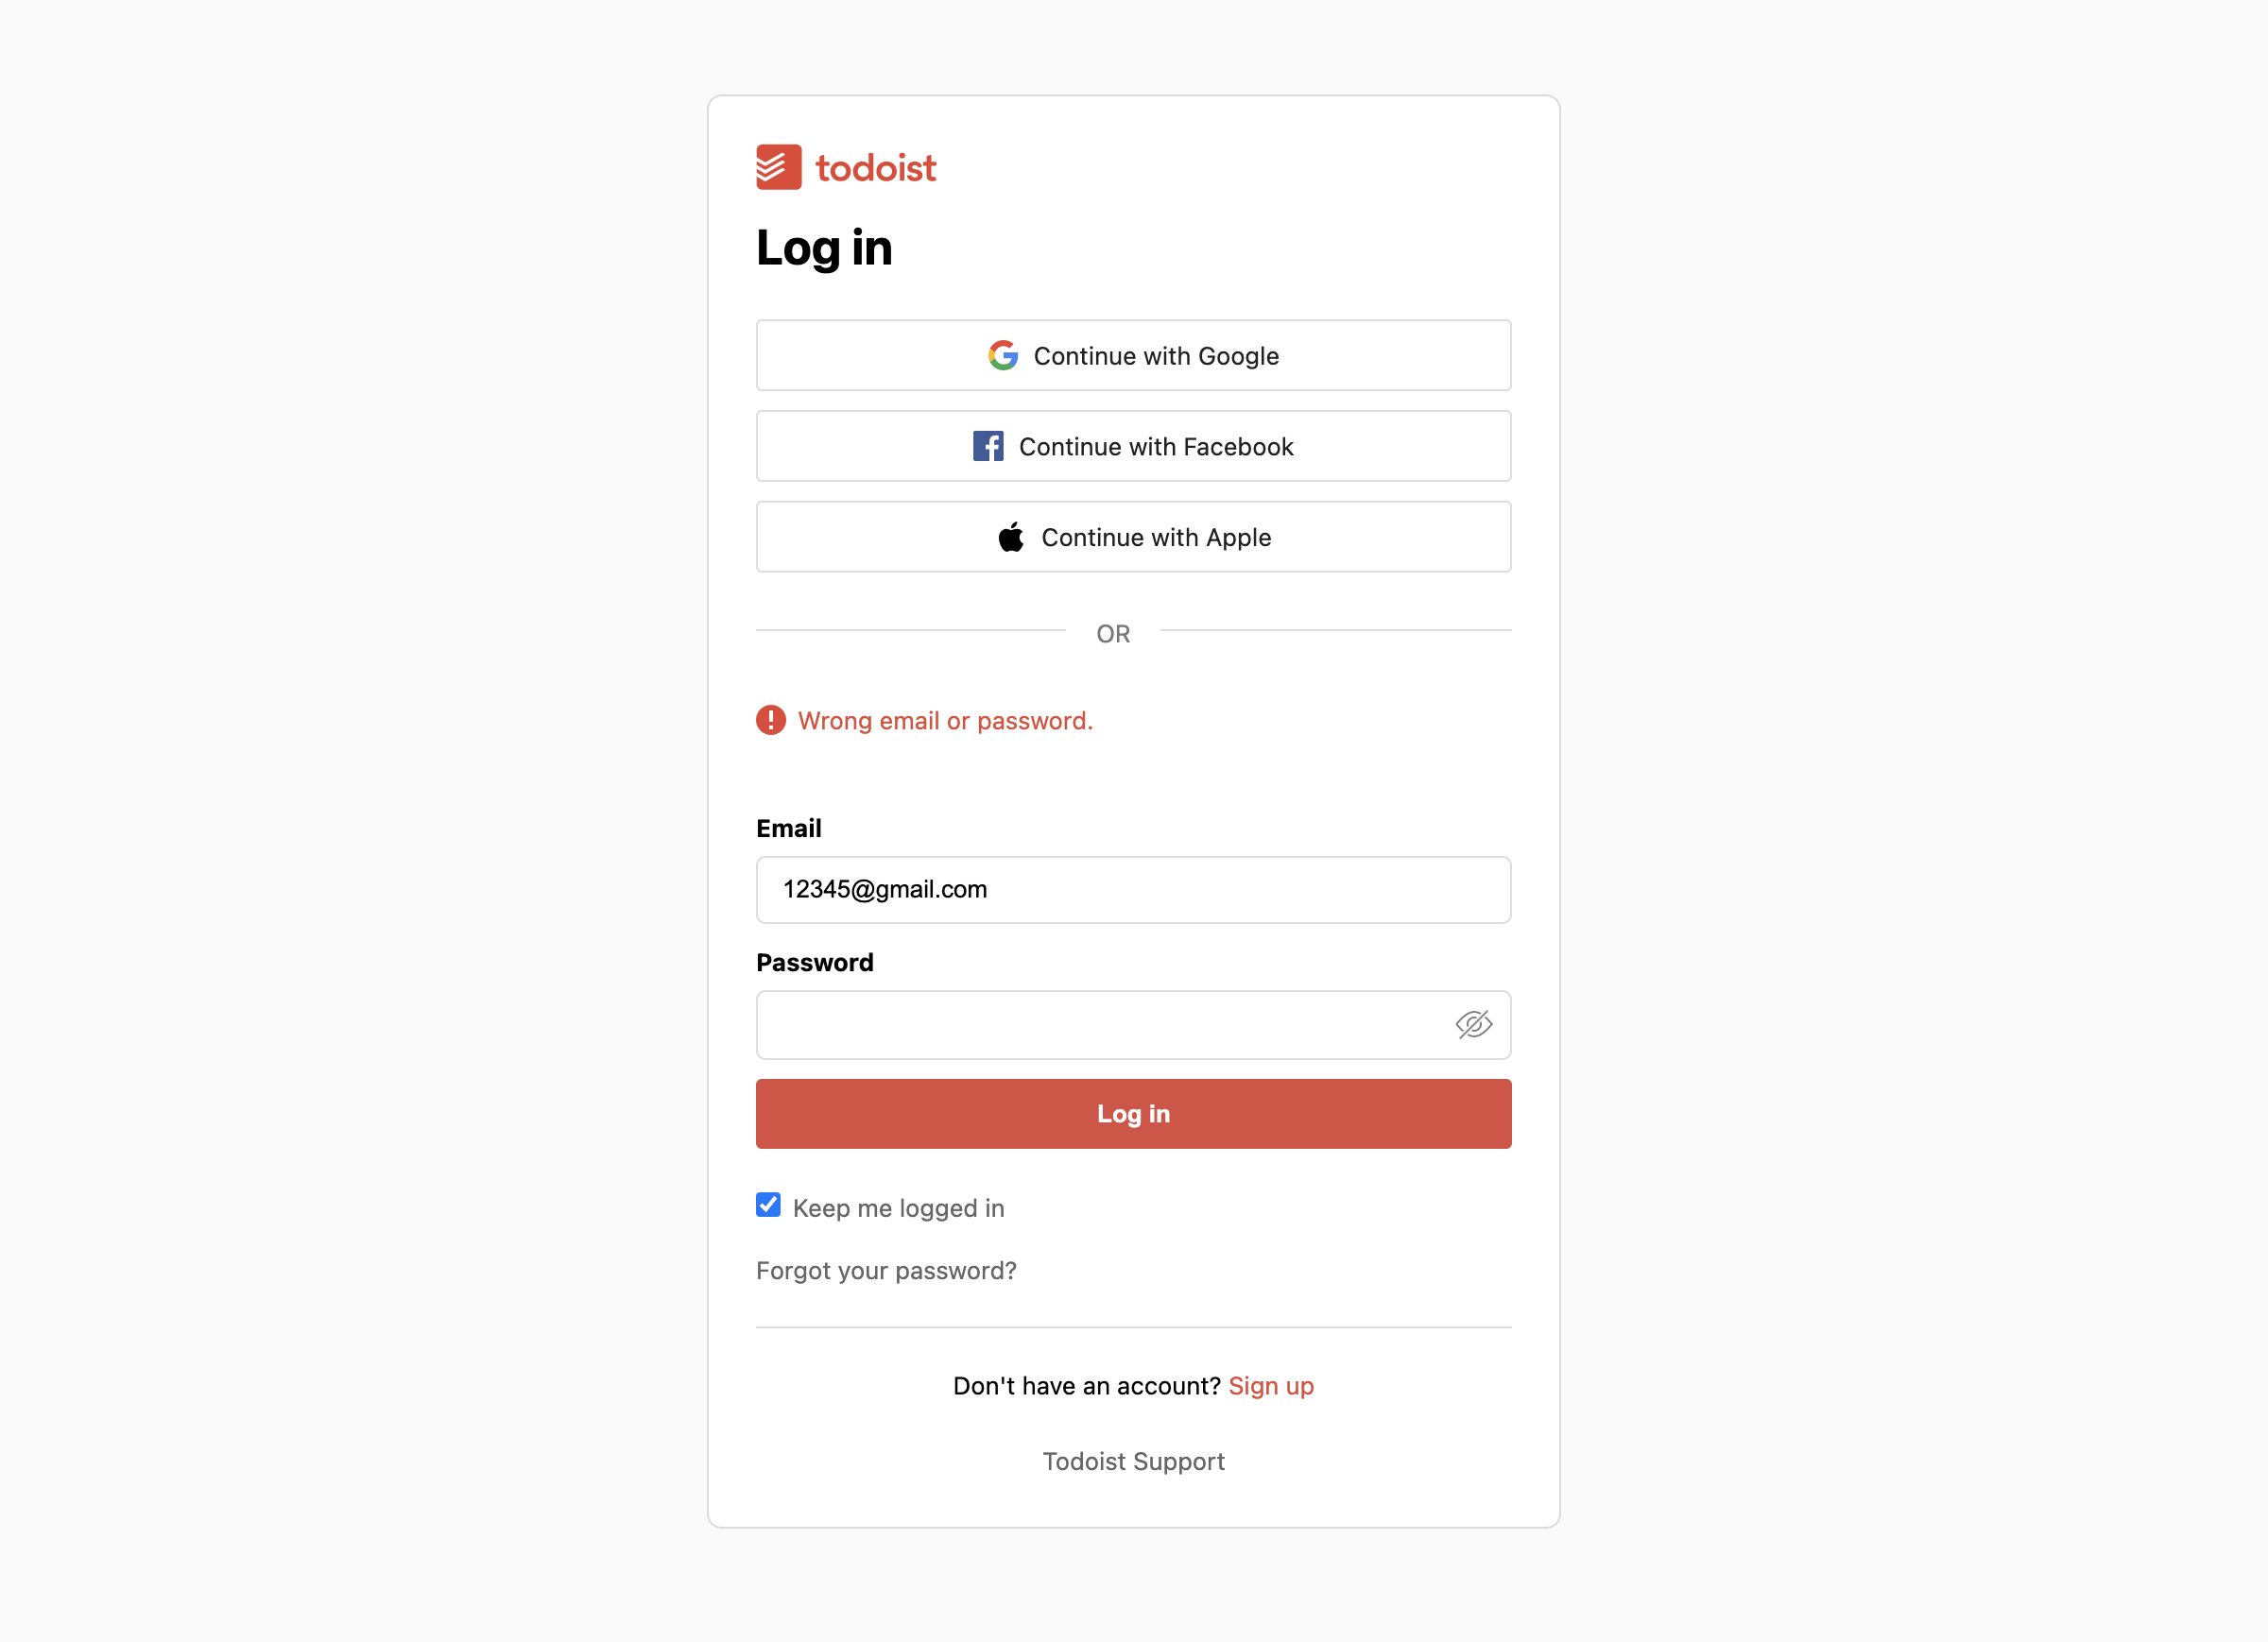 todoist
Log in
Continue with Google
Continue with Facebook
Continue with Apple
OR
Wrong email or password.
Email
12345@gmail.com
Password
Log in
Keep me logged in
Forgot your password?
Don't have an account? Sign up
Todoist Support